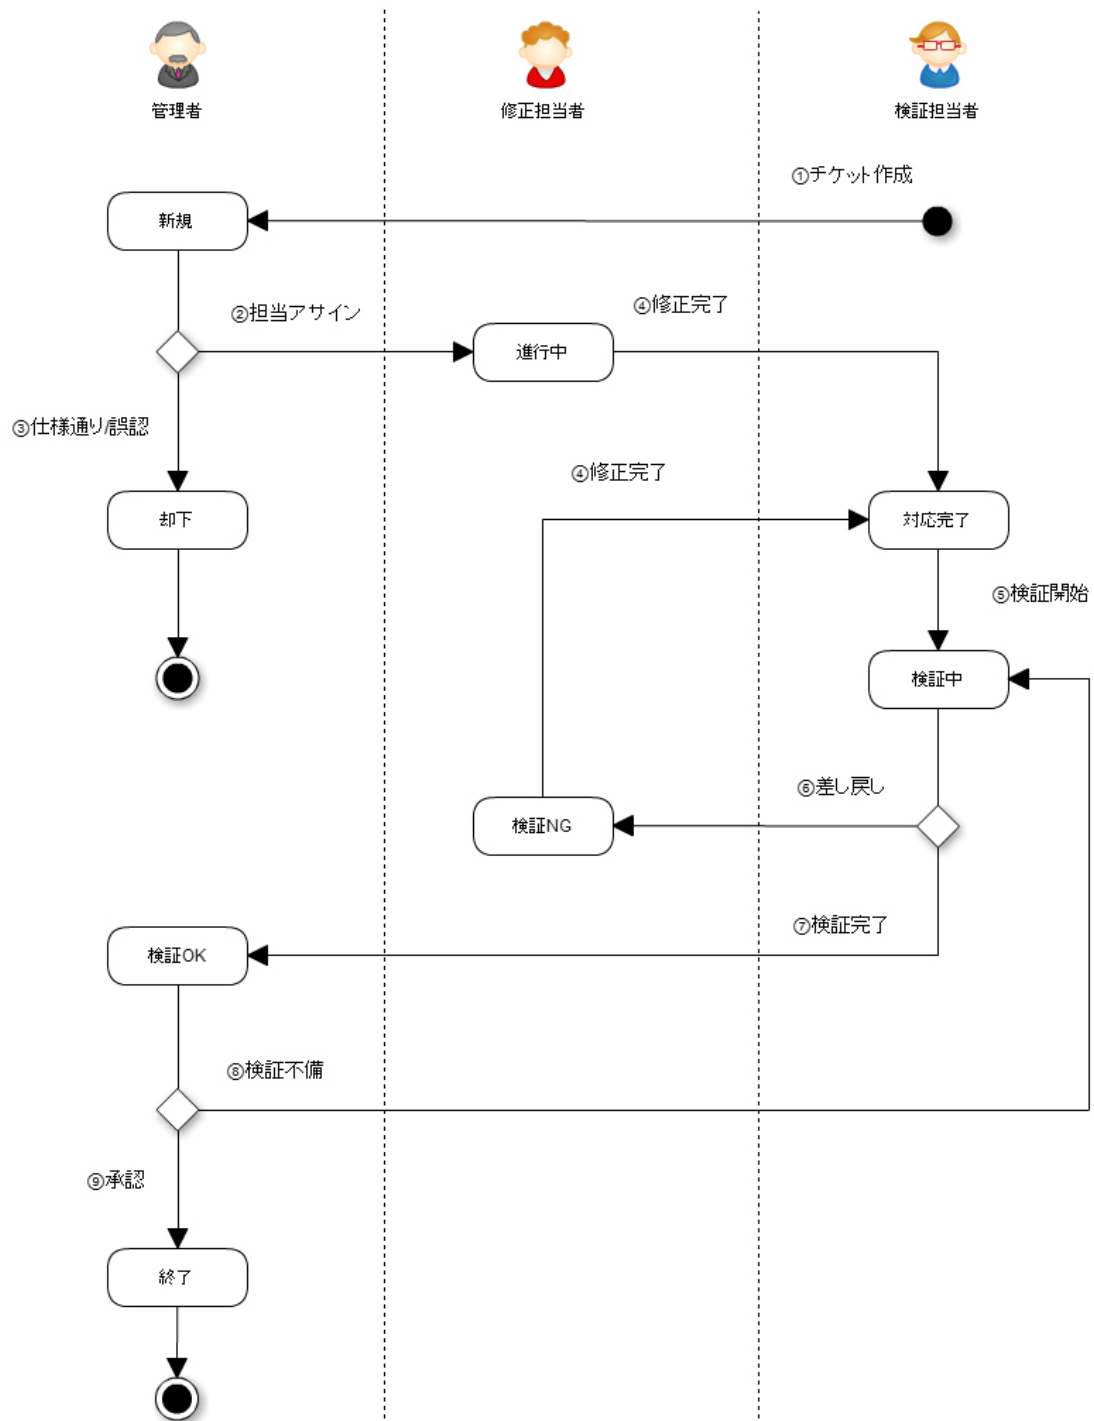 管理者
修正担当者
検証担当者
①チケット作成
新規
②担当アサイン
④修正完了
進行中
③仕様通り/誤認
④修正完了
却下
対応完了
⑤検証開始
検証中
⑥差し戻し
検証NG
⑦検証完了
検証OK
⑧検証不備
⑨承認
終了